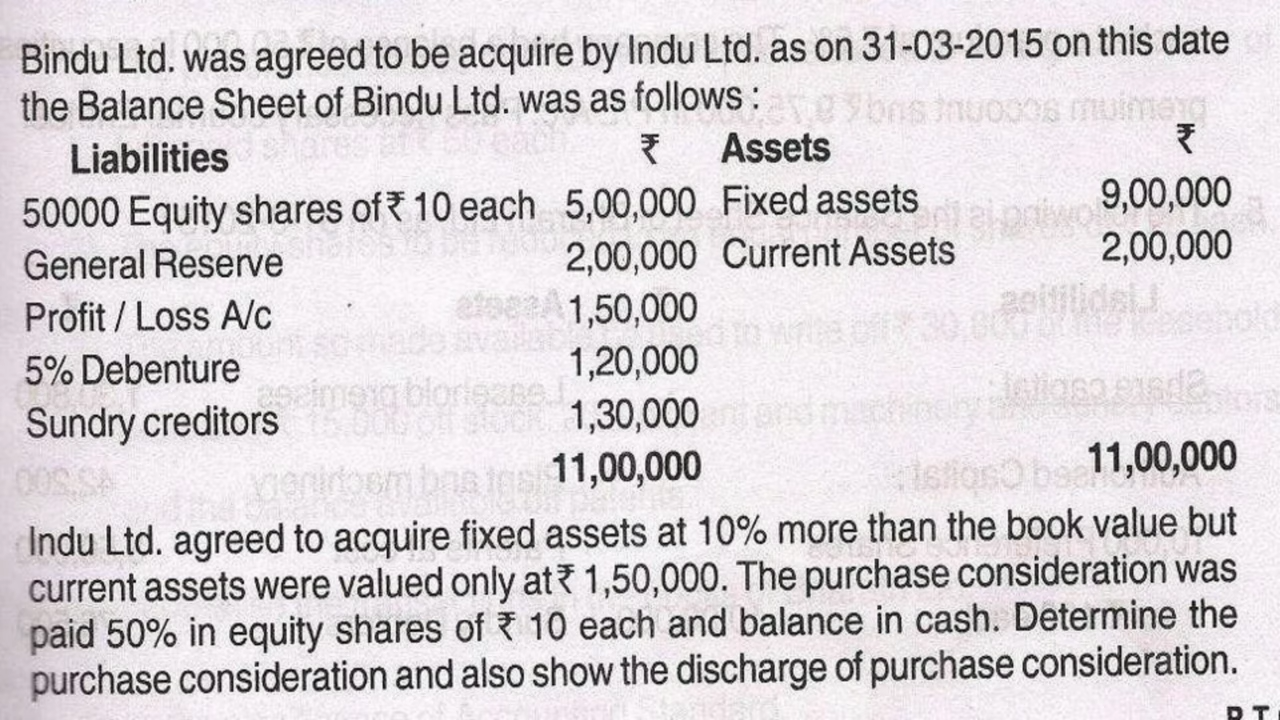 Bindu Ltd. was agreed to be acquire by Indu Ltd. as on 31-03-2015 on this date
the Balance Sheet of Bindu Ltd. was as follows :
Liabilities ₹ Assets ₹
50000 Equity shares of ₹ 10 each 5,00,000 Fixed assets 9,00,000
General Reserve 2,00,000 Current Assets 2,00,000
Profit / Loss A/c 1,50,000
5% Debenture 1,20,000
Sundry creditors 1,30,000
11,00,000 11,00,000
Indu Ltd. agreed to acquire fixed assets at 10% more than the book value but
current assets were valued only at ₹ 1,50,000. The purchase consideration was
paid 50% in equity shares of ₹ 10 each and balance in cash. Determine the
purchase consideration and also show the discharge of purchase consideration.